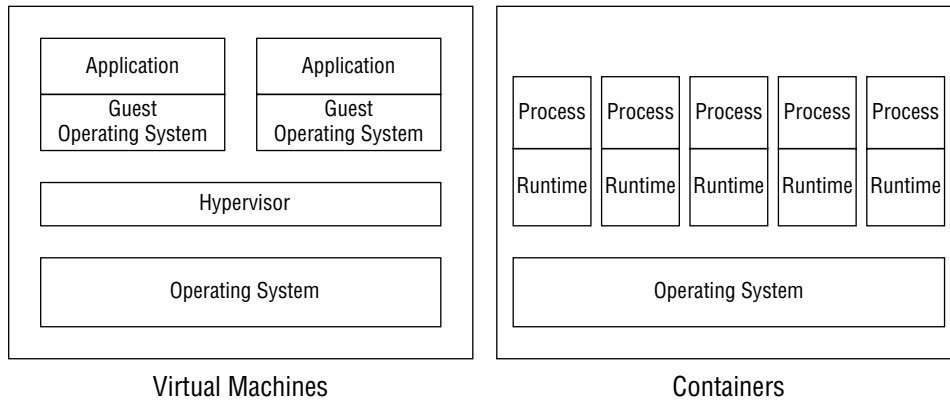 Application
Application
Guest
Operating System
Guest
Operating System
Hypervisor
Operating System
Virtual Machines
Process
Process
Process
Process
Process
Runtime
Runtime
Runtime
Runtime
Runtime
Operating System
Containers